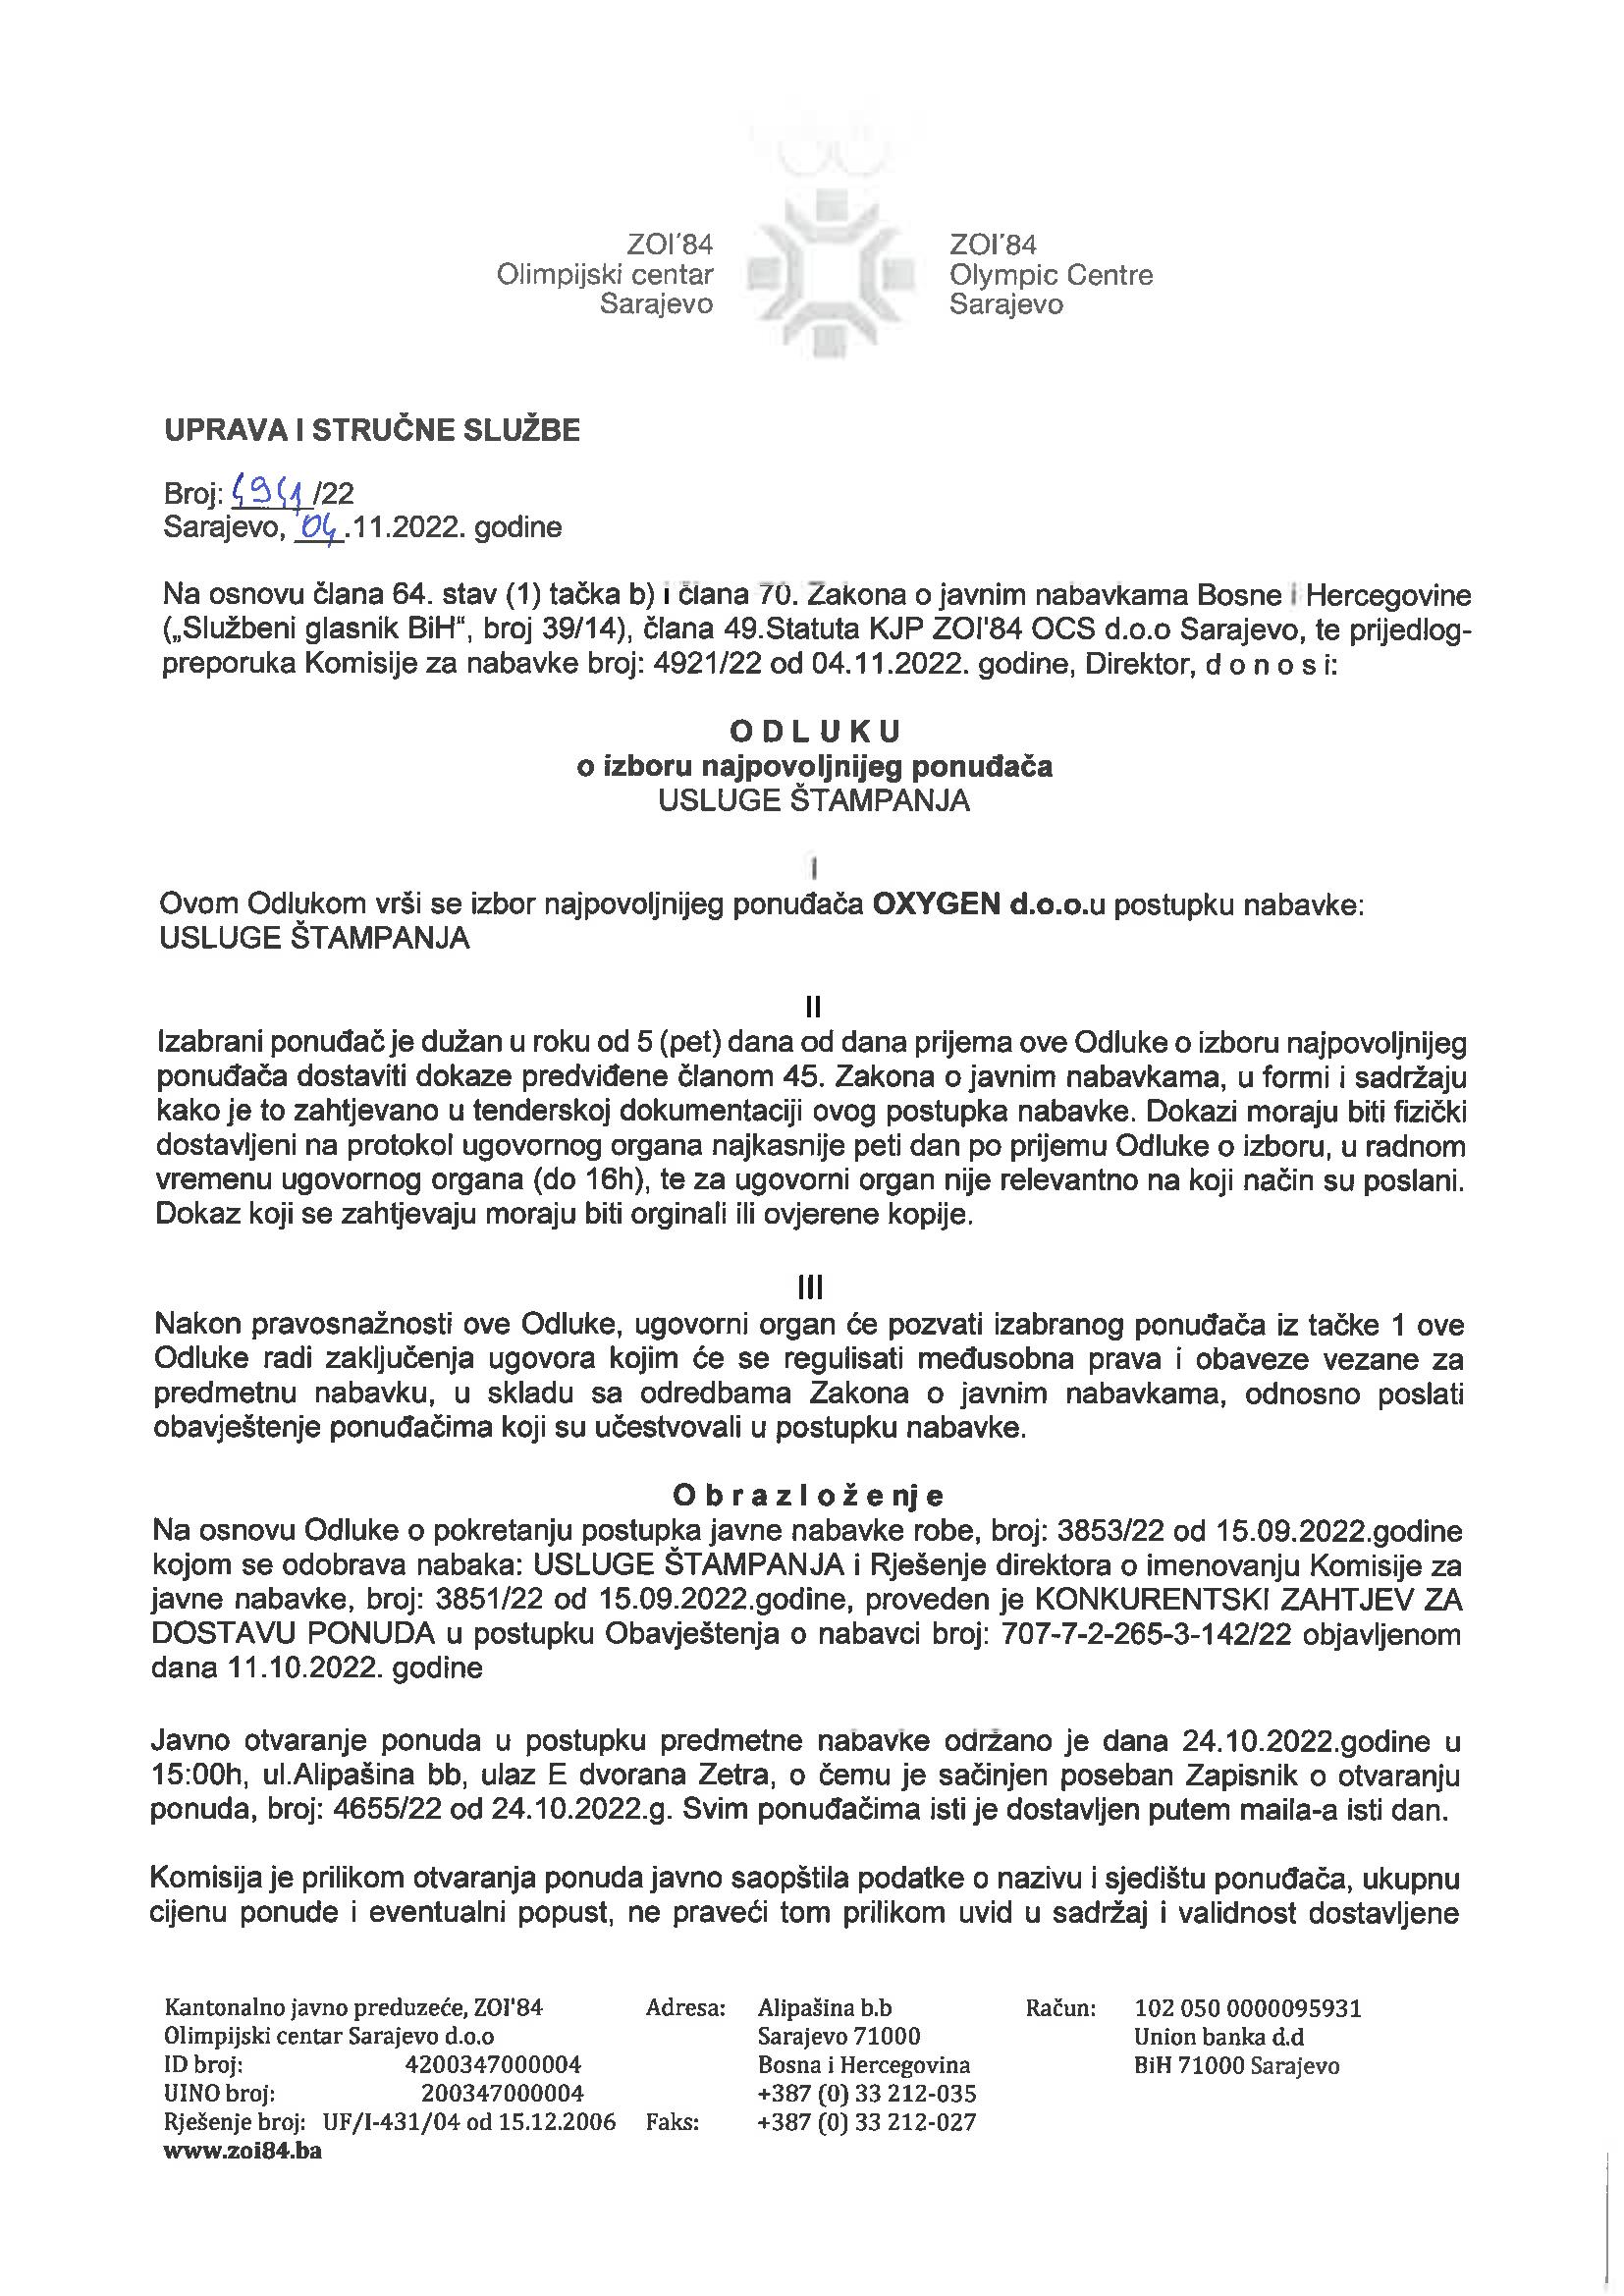 ZOI'84
Olimpijski centar
Sarajevo
ZOI'84
Olympic Centre
Sarajevo
UPRAVA I STRUČNE SLUŽBE
Broj: /22
Sarajevo, 04.11.2022. godine
Na osnovu člana 64. stav (1) tačka b) i člana 70. Zakona o javnim nabavkama Bosne i Hercegovine
(„Službeni glasnik BiH“, broj 39/14), člana 49.Statuta KJP ZOI'84 OCS d.o.o Sarajevo, te prijedlog-
preporuka Komisije za nabavke broj: 4921/22 od 04.11.2022. godine, Direktor, d o n o s i:
O D L U K U
o izboru najpovoljnijeg ponuđača
USLUGE ŠTAMPANJA
I
Ovom Odlukom vrši se izbor najpovoljnijeg ponuđača OXYGEN d.o.o.u postupku nabavke:
USLUGE ŠTAMPANJA
II
Izabrani ponuđač je dužan u roku od 5 (pet) dana od dana prijema ove Odluke o izboru najpovoljnijeg
ponuđača dostaviti dokaze predviđene članom 45. Zakona o javnim nabavkama, u formi i sadržaju
kako je to zahtjevano u tenderskoj dokumentaciji ovog postupka nabavke. Dokazi moraju biti fizički
dostavljeni na protokol ugovornog organa najkasnije peti dan po prijemu Odluke o izboru, u radnom
vremenu ugovornog organa (do 16h), te za ugovorni organ nije relevantno na koji način su poslani.
Dokaz koji se zahtjevaju moraju biti orginali ili ovjerene kopije.
III
Nakon pravosnažnosti ove Odluke, ugovorni organ će pozvati izabranog ponuđača iz tačke 1 ove
Odluke radi zaključenja ugovora kojim će se regulisati međusobna prava i obaveze vezane za
predmetnu nabavku, u skladu sa odredbama Zakona o javnim nabavkama, odnosno poslati
obavještenje ponuđačima koji su učestvovali u postupku nabavke.
O b r a z l o ž e nj e
Na osnovu Odluke o pokretanju postupka javne nabavke robe, broj: 3853/22 od 15.09.2022.godine
kojom se odobrava nabaka: USLUGE ŠTAMPANJA i Rješenje direktora o imenovanju Komisije za
javne nabavke, broj: 3851/22 od 15.09.2022.godine, proveden je KONKURENTSKI ZAHTJEV ZA
DOSTAVU PONUDA u postupku Obavještenja o nabavci broj: 707-7-2-265-3-142/22 objavljenom
dana 11.10.2022. godine
Javno otvaranje ponuda u postupku predmetne nabavke održano je dana 24.10.2022.godine u
15:00h, ul.Alipašina bb, ulaz E dvorana Zetra, o čemu je sačinjen poseban Zapisnik o otvaranju
ponuda, broj: 4655/22 od 24.10.2022.g. Svim ponuđačima isti je dostavljen putem maila-a isti dan.
Komisija je prilikom otvaranja ponuda javno saopštila podatke o nazivu i sjedištu ponuđača, ukupnu
cijenu ponude i eventualni popust, ne praveći tom prilikom uvid u sadržaj i validnost dostavljene
Kantonalno javno preduzeće, ZOI'84 Adresa: Alipašina b.b Račun: 102 050 0000095931
Olimpijski centar Sarajevo d.o.o Sarajevo 71000 Union banka d.d
ID broj: 4200347000004 Bosna i Hercegovina BiH 71000 Sarajevo
UINO broj: 200347000004 +387 (0) 33 212-035
Rješenje broj: UF/I-431/04 od 15.12.2006 Faks: +387 (0) 33 212-027
www.zoi84.ba